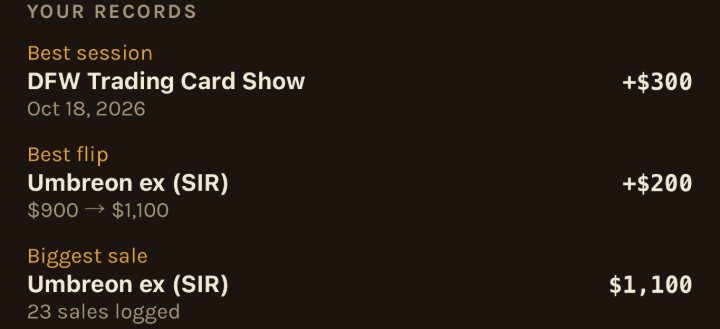 YOUR RECORDS
Best session
DFW Trading Card Show +$300
Oct 18, 2026
Best flip
Umbreon ex (SIR) +$200
$900 → $1,100
Biggest sale
Umbreon ex (SIR) $1,100
23 sales logged